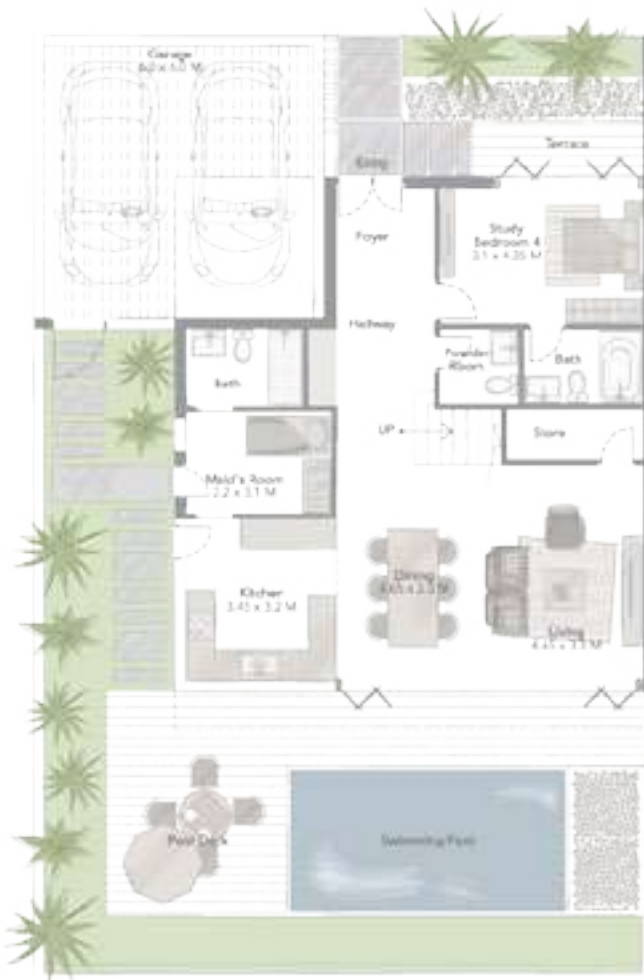 Garage
Terrace
Entry
Foyer
Study
Bedroom 4
3.1 x 4.35 M
Hallway
Powder
Room
Bath
Bath
UP
Store
Maid's Room
2.2 x 3.1 M
Kitchen
3.45 x 3.2 M
Dining
Living
Pool Deck
Swimming Pool